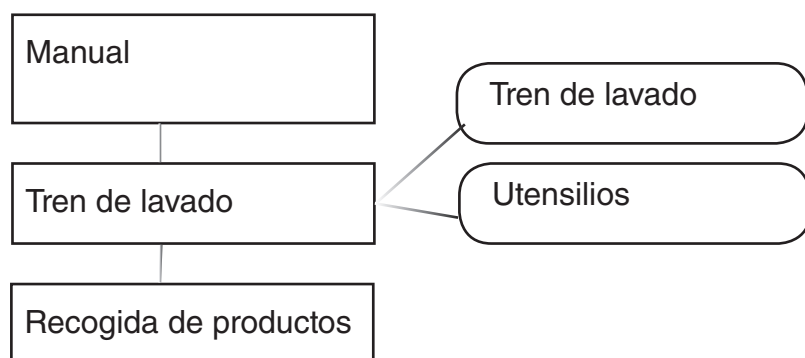 Manual
Tren de lavado
Tren de lavado
Utensilios
Recogida de productos